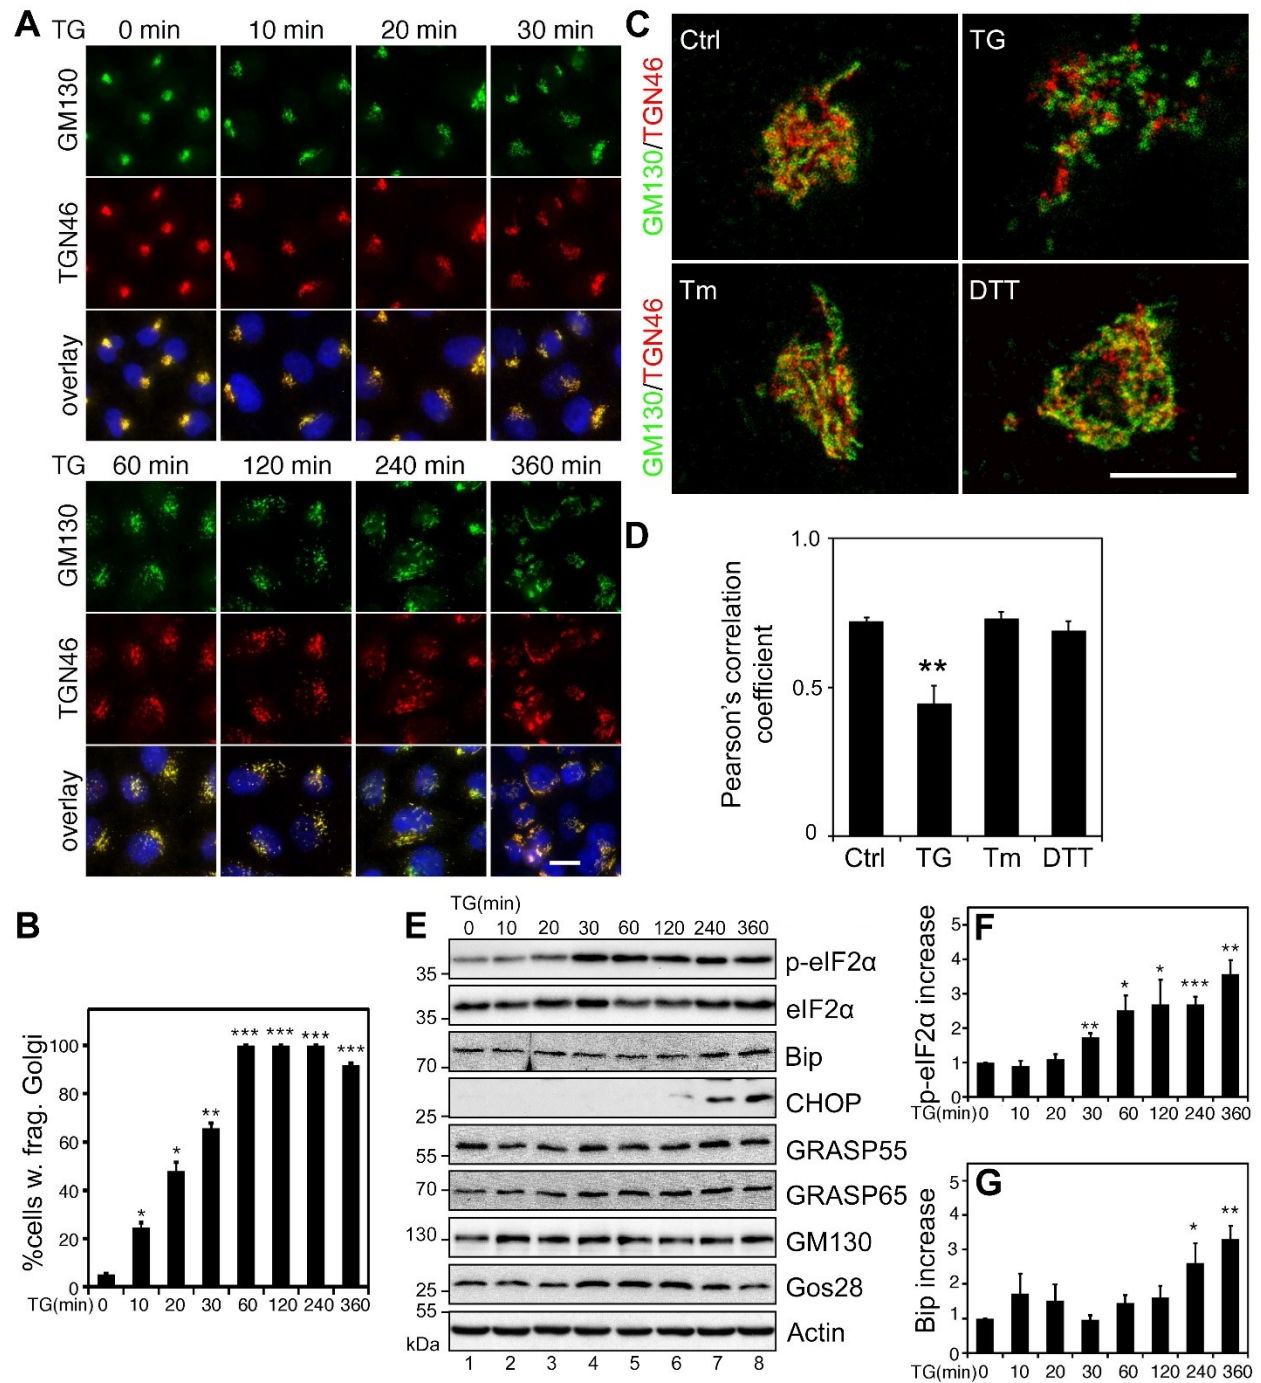 A
TG 0 min 10 min 20 min 30 min
GM130
TGN46
overlay
TG 60 min 120 min 240 min 360 min
GM130
TGN46
overlay
C
GM130/TGN46
Ctrl TG
GM130/TGN46
Tm DTT
D
Pearson's correlation
coefficient
1.0
0.5
0
**
Ctrl TG Tm DTT
B
%cells w. frag. Golgi
100
80
60
40
20
0
* * ** *** *** *** ***
TG(min) 0 10 20 30 60 120 240 360
E
TG(min)
0 10 20 30 60 120 240 360
35 p-eIF2α
35 eIF2α
70 Bip
25 CHOP
55 GRASP55
70 GRASP65
130 GM130
25 Gos28
55 Actin
kDa
1 2 3 4 5 6 7 8
F
p-eIF2α increase
5
4
3
2
1
0
** * * *** **
TG(min) 0 10 20 30 60 120 240 360
G
Bip increase
5
4
3
2
1
0
* **
TG(min) 0 10 20 30 60 120 240 360